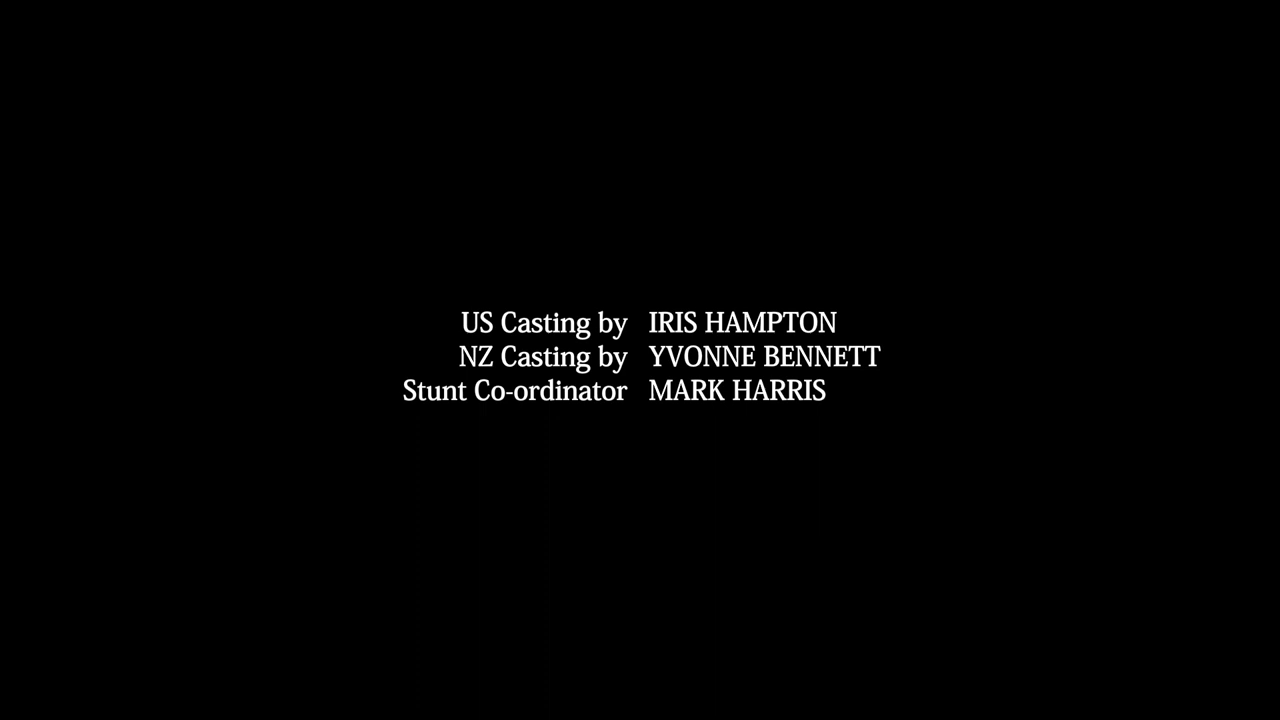 US Casting by IRIS HAMPTON
NZ Casting by YVONNE BENNETT
Stunt Co-ordinator MARK HARRIS